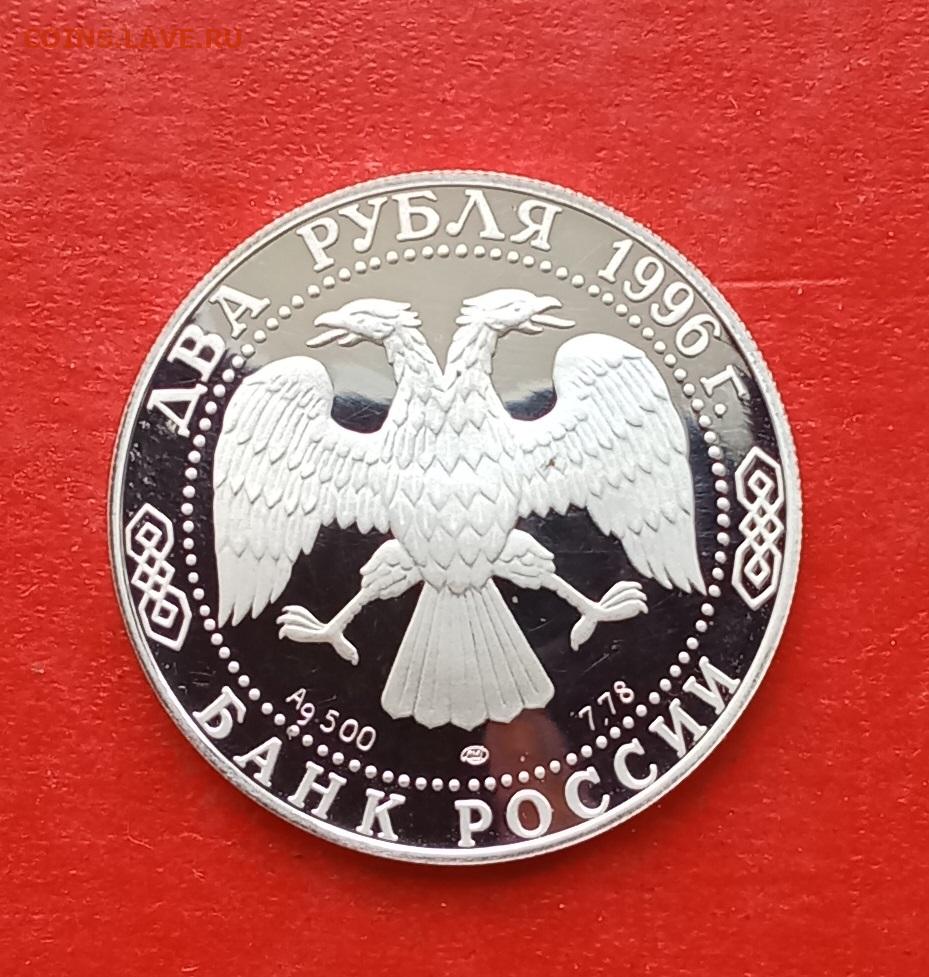 COINS.LAVE.RU
ДВА РУБЛЯ 1996 г.
Ag 500
7,78
БАНК РОССИИ